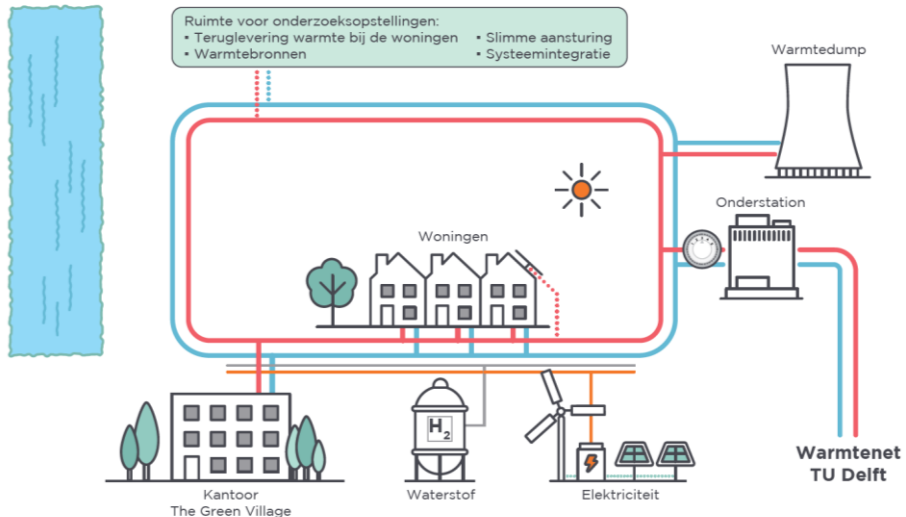 Ruimte voor onderzoeksopstellingen:
▪ Teruglevering warmte bij de woningen ▪ Slimme aansturing
▪ Warmtebronnen ▪ Systeemintegratie
Warmtedump
Onderstation
Woningen
H2
Kantoor
The Green Village
Waterstof
Elektriciteit
Warmtenet
TU Delft